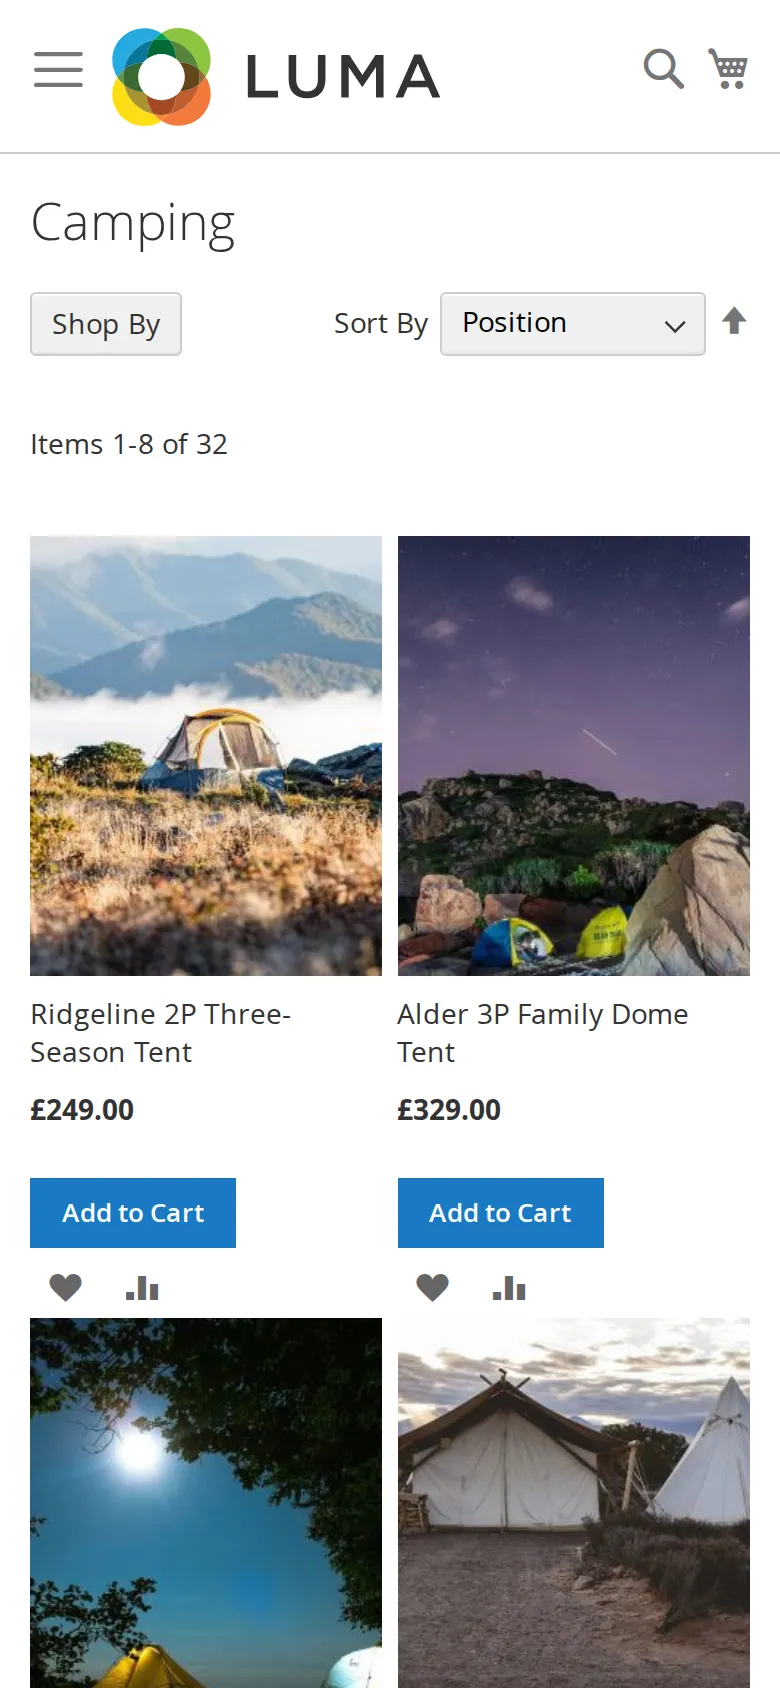 LUMA
Camping
Shop By
Sort By
Position
Items 1-8 of 32
Ridgeline 2P Three-
Season Tent
£249.00
Add to Cart
Alder 3P Family Dome
Tent
£329.00
Add to Cart